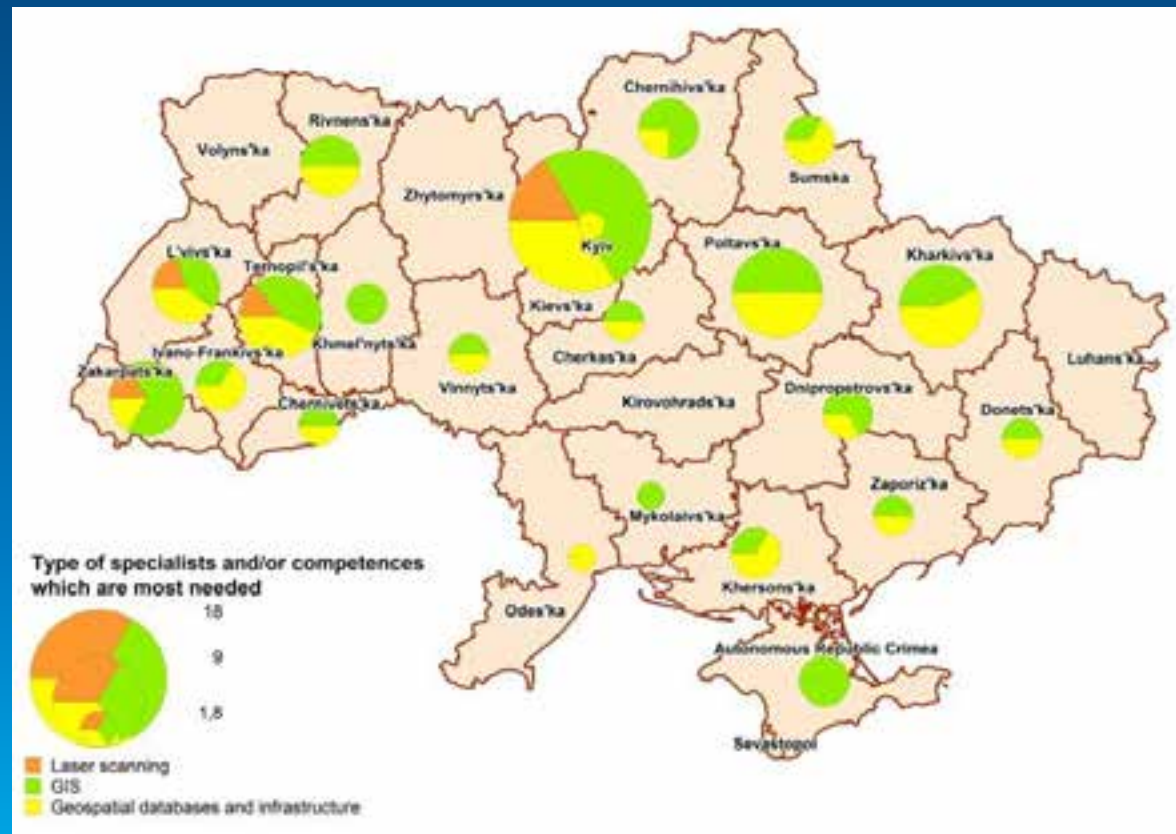 Chernihivs'ka
Rivnens'ka
Volyns'ka
Sumska
Zhytomyrs'ka
Kyiv
L'vivs'ka
Ternopil's'ka
Poltavs'ka
Kharkivs'ka
Kievs'ka
Khmel'nyts'ka
Ivano-Frankivs'ka
Cherkas'ka
Luhans'ka
Zakarpats'ka
Vinnyts'ka
Dnipropetrovs'ka
Chernivets'ka
Kirovohrads'ka
Donets'ka
Zaporiz'ka
Mykolaivs'ka
Khersons'ka
Odes'ka
Autonomous Republic Crimea
Sevastopol
Type of specialists and/or competences
which are most needed
18
9
1,8
Laser scanning
GIS
Geospatial databases and infrastructure